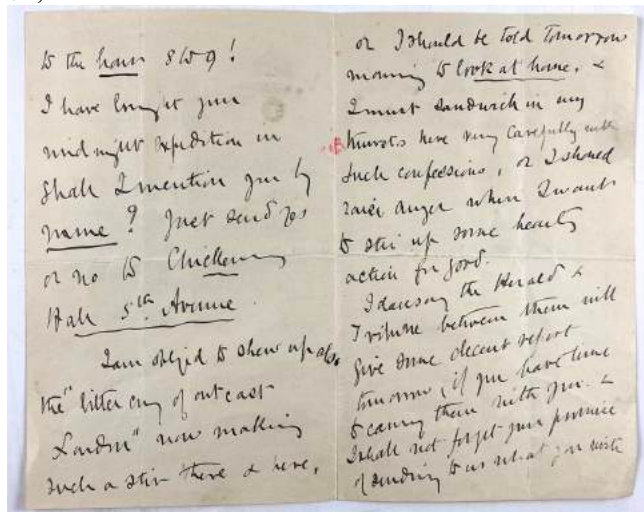 to the hour 8 to 9!
I have brought your
midnight expedition in
Shall I mention you by
name? Just send yes
or no to Chickering
Hall 5th Avenue.
I am obliged to shew up also
the "bitter cry of outcast
London" now making
such a stir there & here,
or I should be told tomorrow
morning to look at home, &
I must sandwich in my
thrusts here very carefully with
such confessions, or I should
raise anger when I want
to stir up some hearty
action for good.
I daresay the Herald &
Tribune between them will
give some decent report
tomorrow, if you have time
to carry them with you. &
I shall not forget your promise
of sending to us what you write